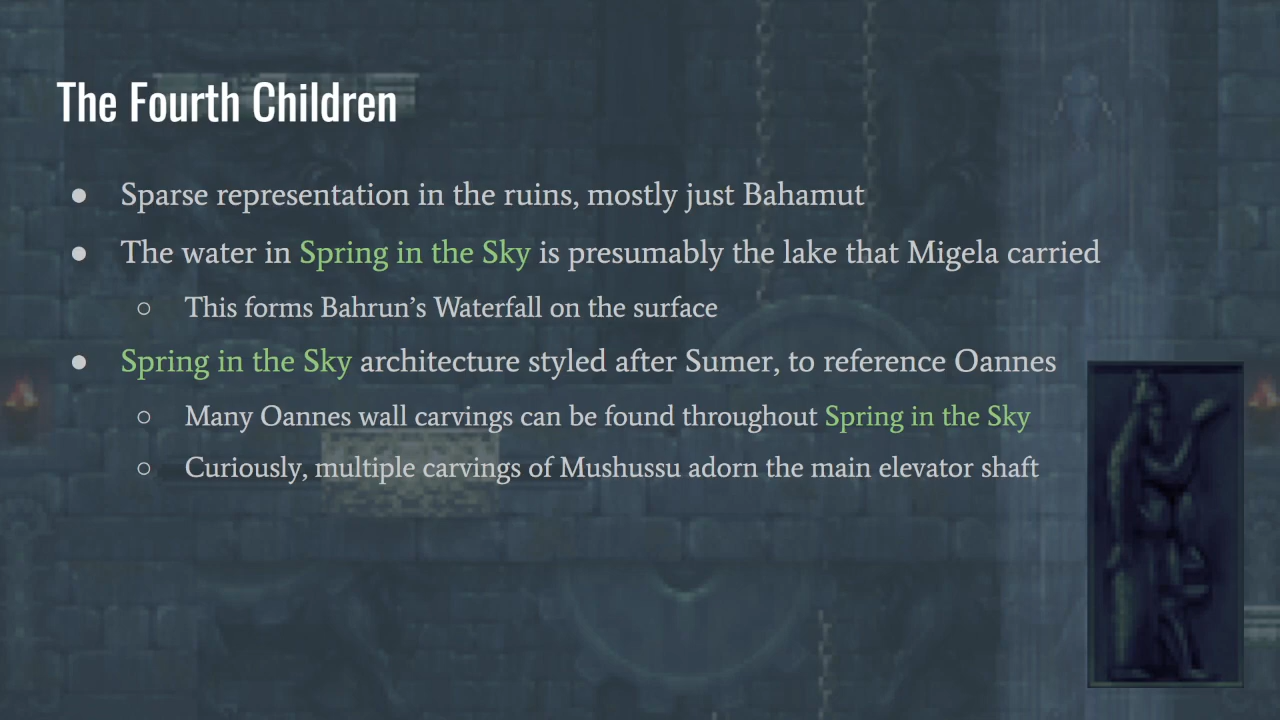 The Fourth Children
● Sparse representation in the ruins, mostly just Bahamut
● The water in Spring in the Sky is presumably the lake that Migela carried
○ This forms Bahrun’s Waterfall on the surface
● Spring in the Sky architecture styled after Sumer, to reference Oannes
○ Many Oannes wall carvings can be found throughout Spring in the Sky
○ Curiously, multiple carvings of Mushussu adorn the main elevator shaft